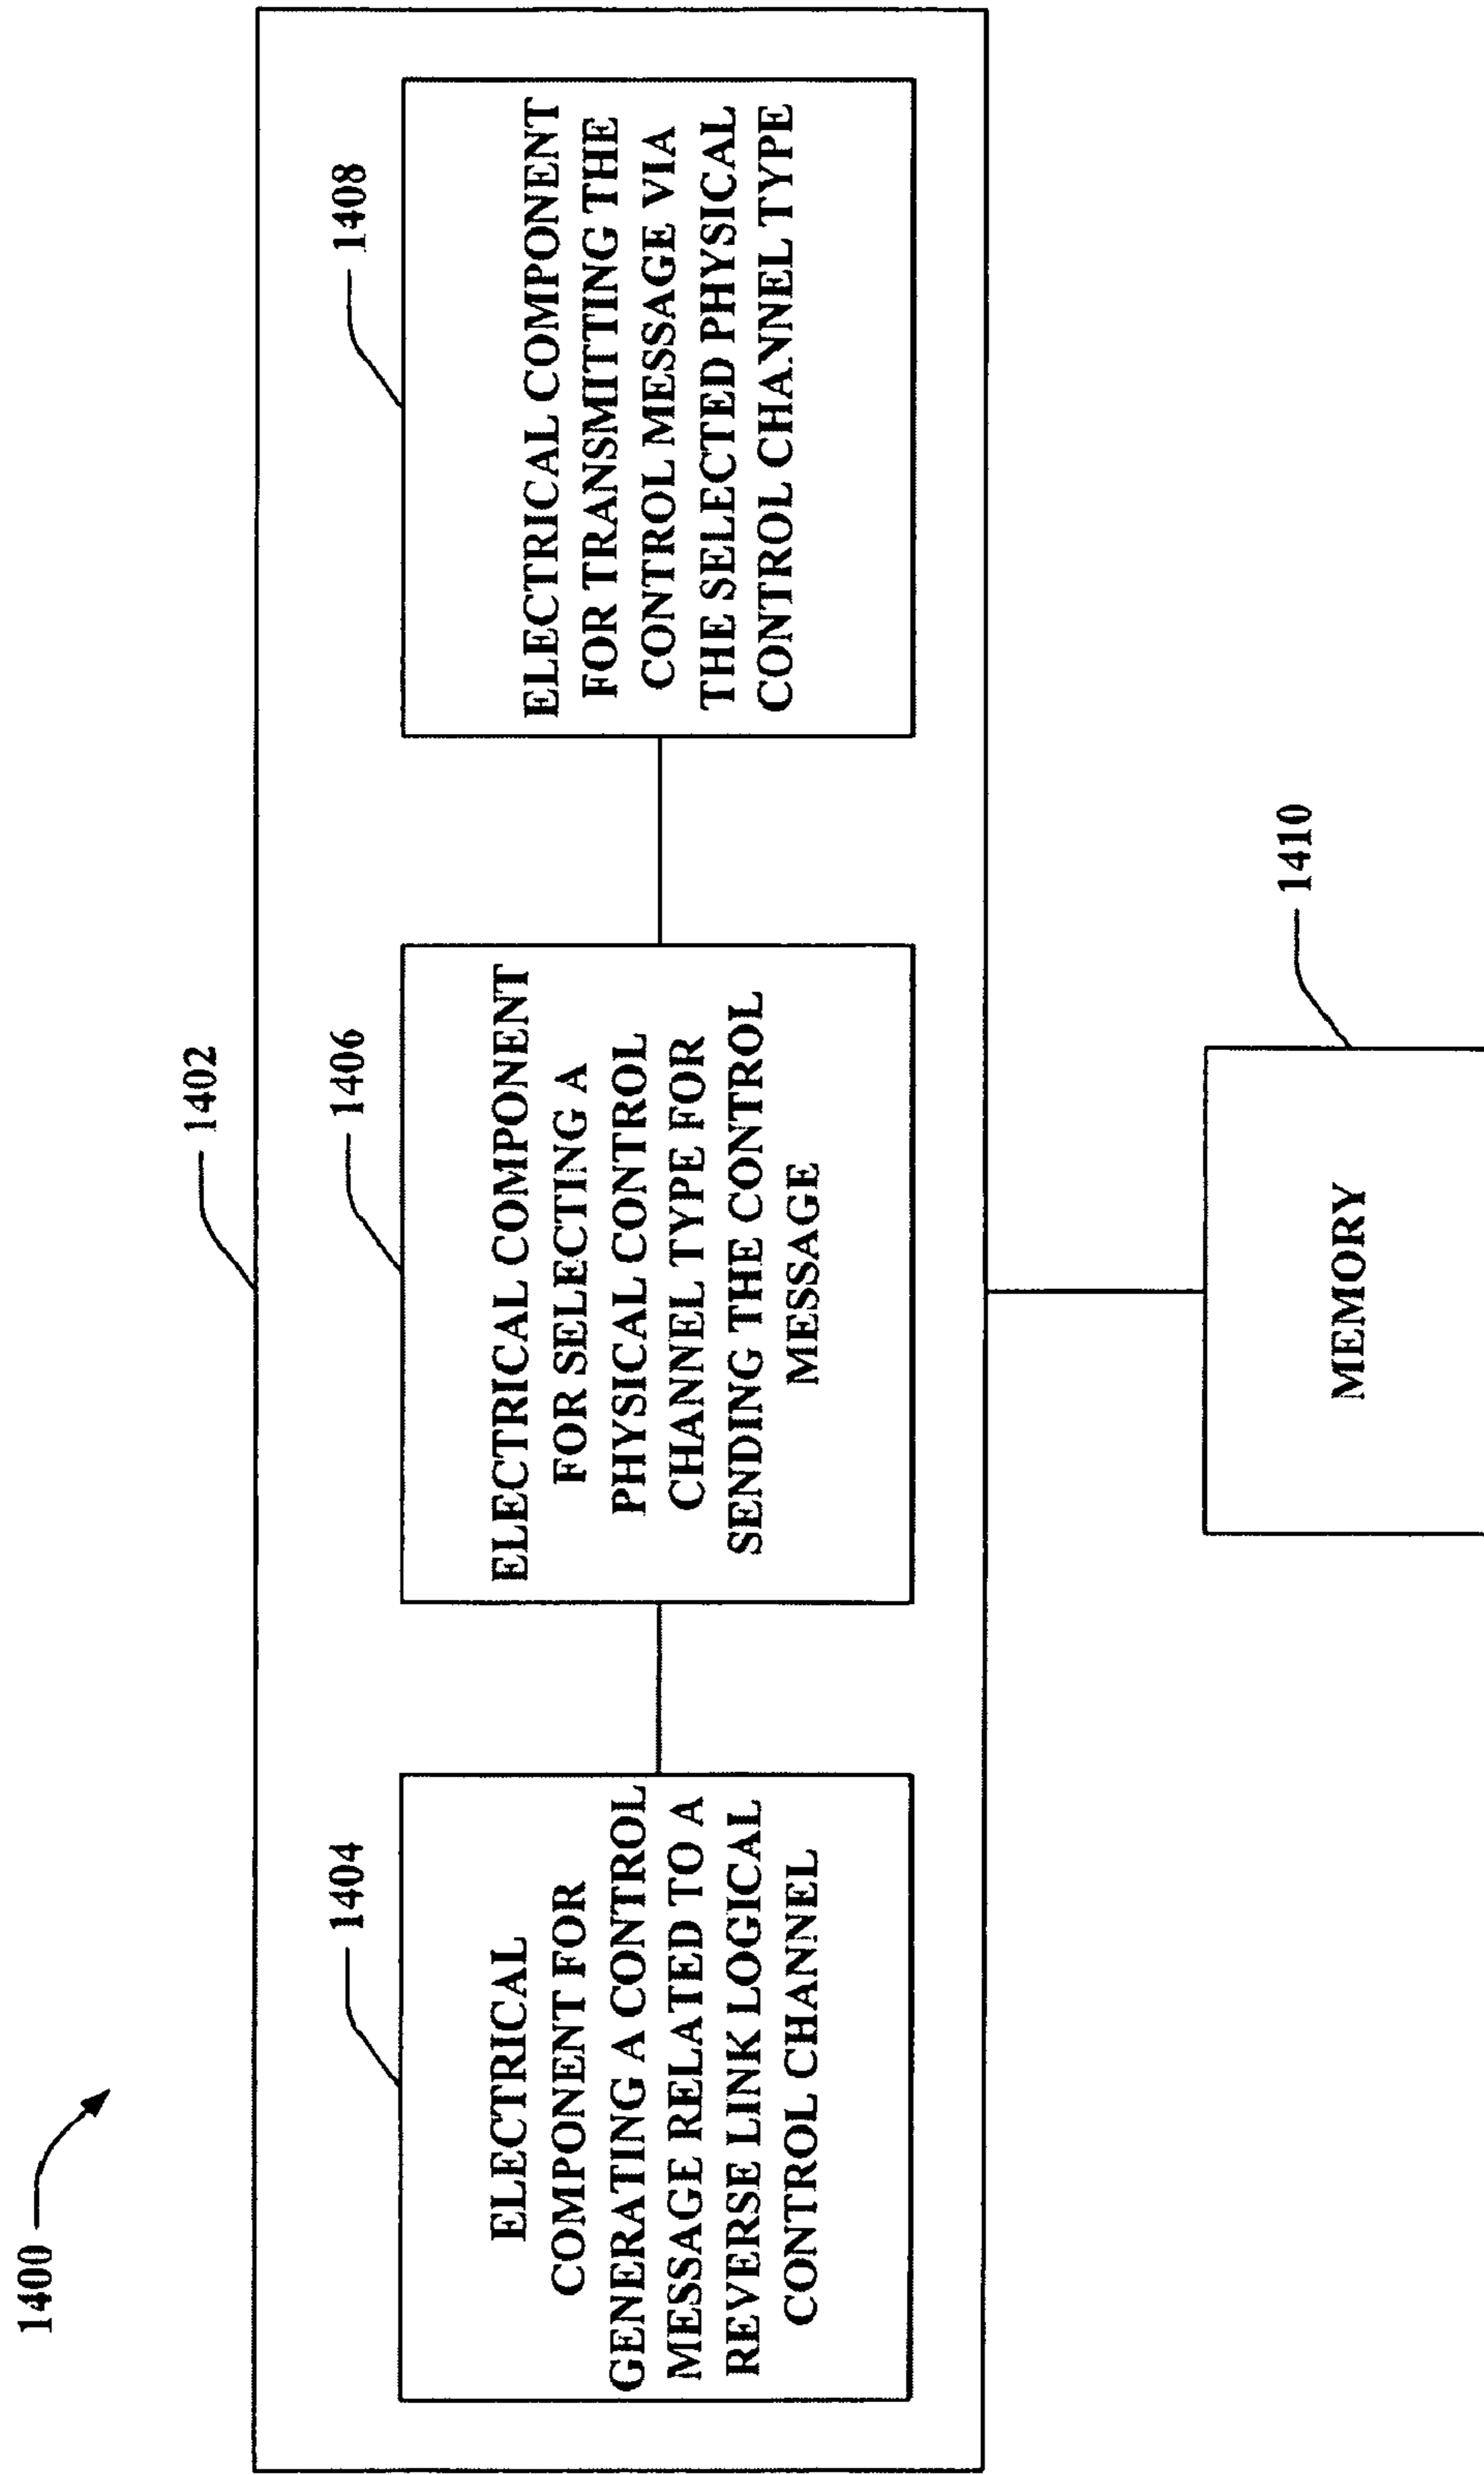 1400
1402
1404
ELECTRICAL
COMPONENT FOR
GENERATING A CONTROL
MESSAGE RELATED TO A
REVERSE LINK LOGICAL
CONTROL CHANNEL
1406
ELECTRICAL COMPONENT
FOR SELECTING A
PHYSICAL CONTROL
CHANNEL TYPE FOR
SENDING THE CONTROL
MESSAGE
1408
ELECTRICAL COMPONENT
FOR TRANSMITTING THE
CONTROL MESSAGE VIA
THE SELECTED PHYSICAL
CONTROL CHANNEL TYPE
1410
MEMORY